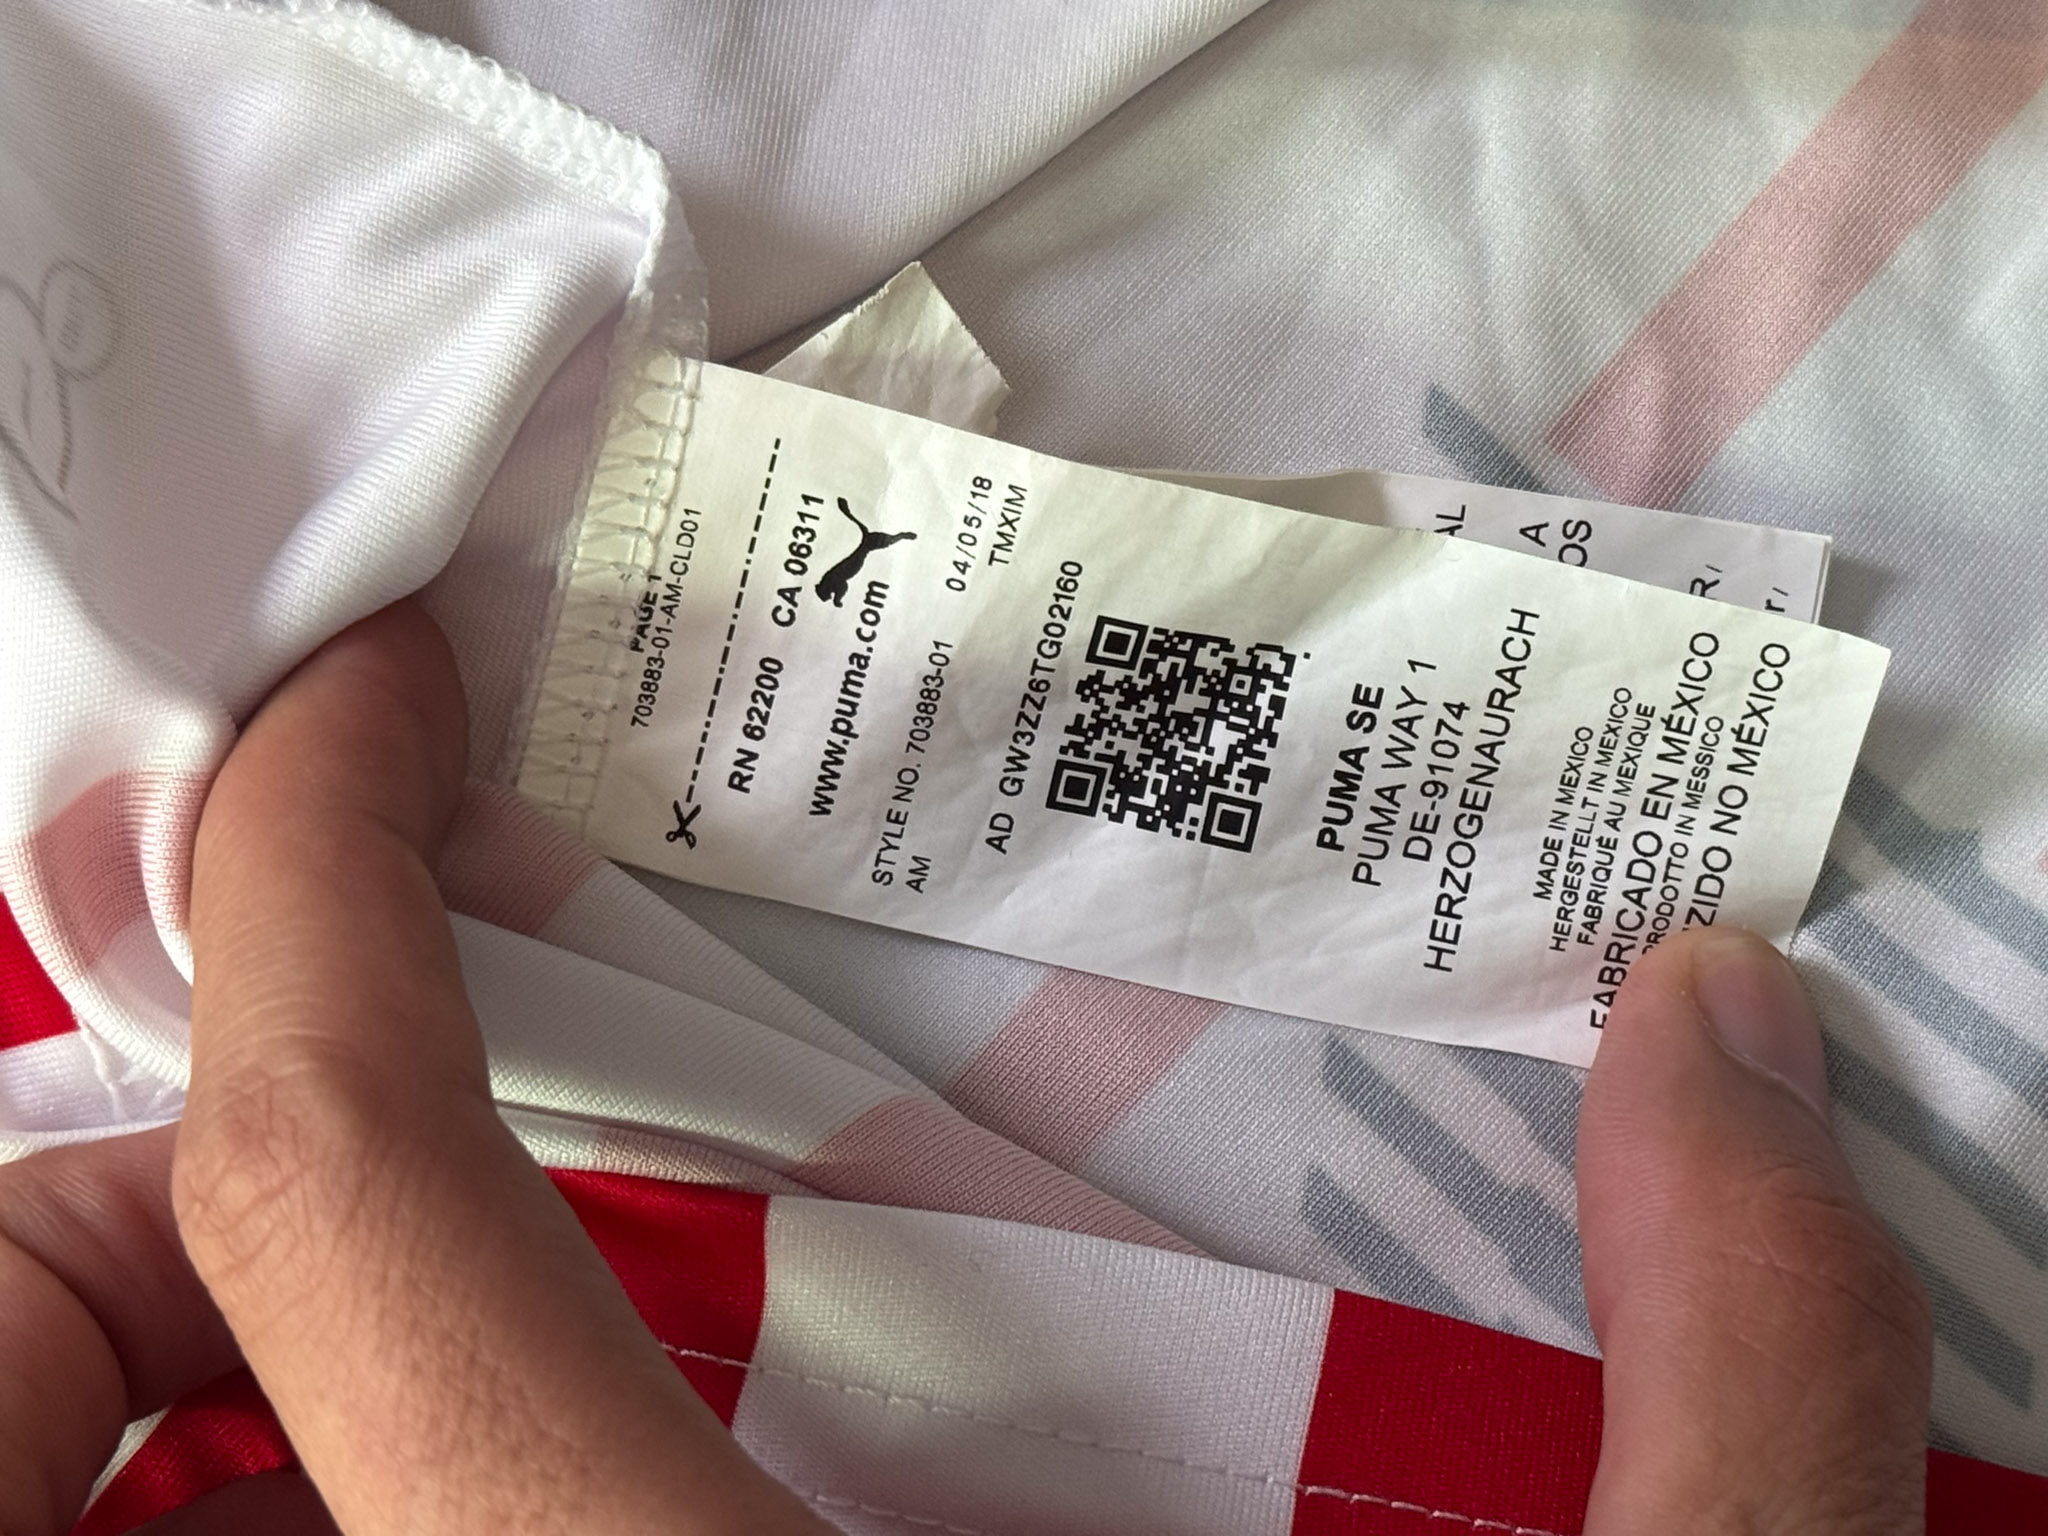 PAGE 1
703883-01-AM-CLD01
RN 62200 CA 06311
www.puma.com
STYLE NO. 703883-01 04/05/18
AM TMXIM
AD GW3ZZ6TG02160
PUMA SE
PUMA WAY 1
DE-91074
HERZOGENAURACH
MADE IN MEXICO
HERGESTELLT IN MEXICO
FABRIQUÉ AU MEXIQUE
FABRICADO EN MÉXICO
PRODOTTO IN MESSICO
ZIDO NO MÉXICO
AL
A
OS
R/
r/